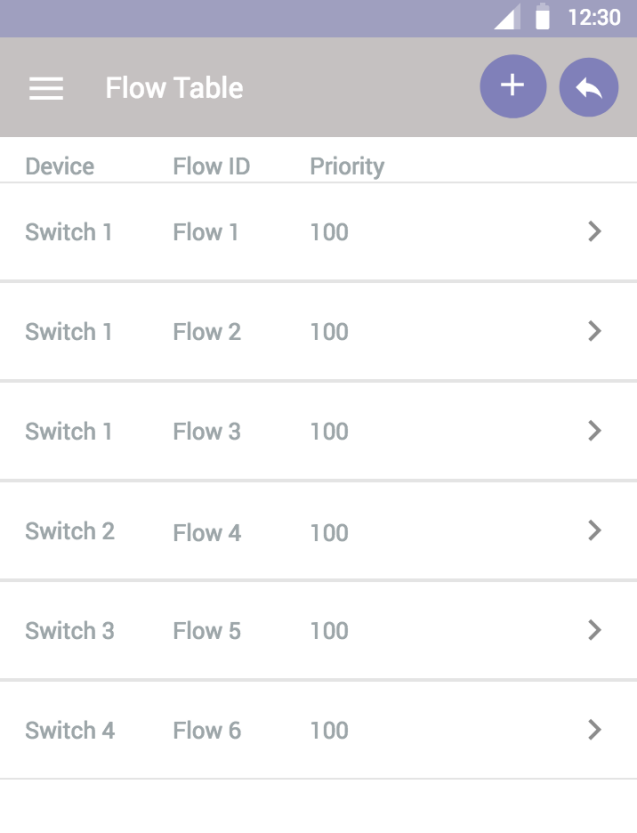 12:30
Flow Table
Device Flow ID Priority
Switch 1 Flow 1 100
Switch 1 Flow 2 100
Switch 1 Flow 3 100
Switch 2 Flow 4 100
Switch 3 Flow 5 100
Switch 4 Flow 6 100